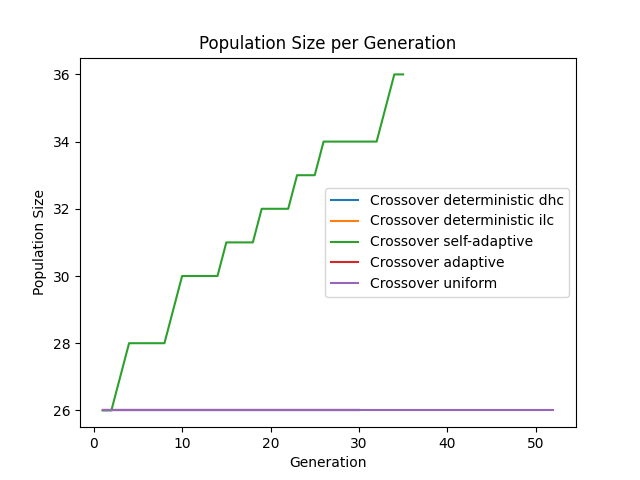 Population Size per Generation
36
34
32
30
28
26
Population Size
Crossover deterministic dhc
Crossover deterministic ilc
Crossover self-adaptive
Crossover adaptive
Crossover uniform
0
10
20
30
40
50
Generation